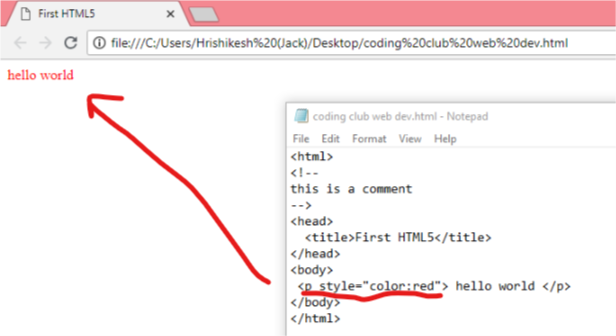 First HTML5
file:///C:/Users/Hrishikesh%20(Jack)/Desktop/coding%20club%20web%20dev.html
hello world
coding club web dev.html - Notepad
File Edit Format View Help
<html>
<!--
this is a comment
-->
<head>
<title>First HTML5</title>
</head>
<body>
<p style="color:red"> hello world </p>
</body>
</html>